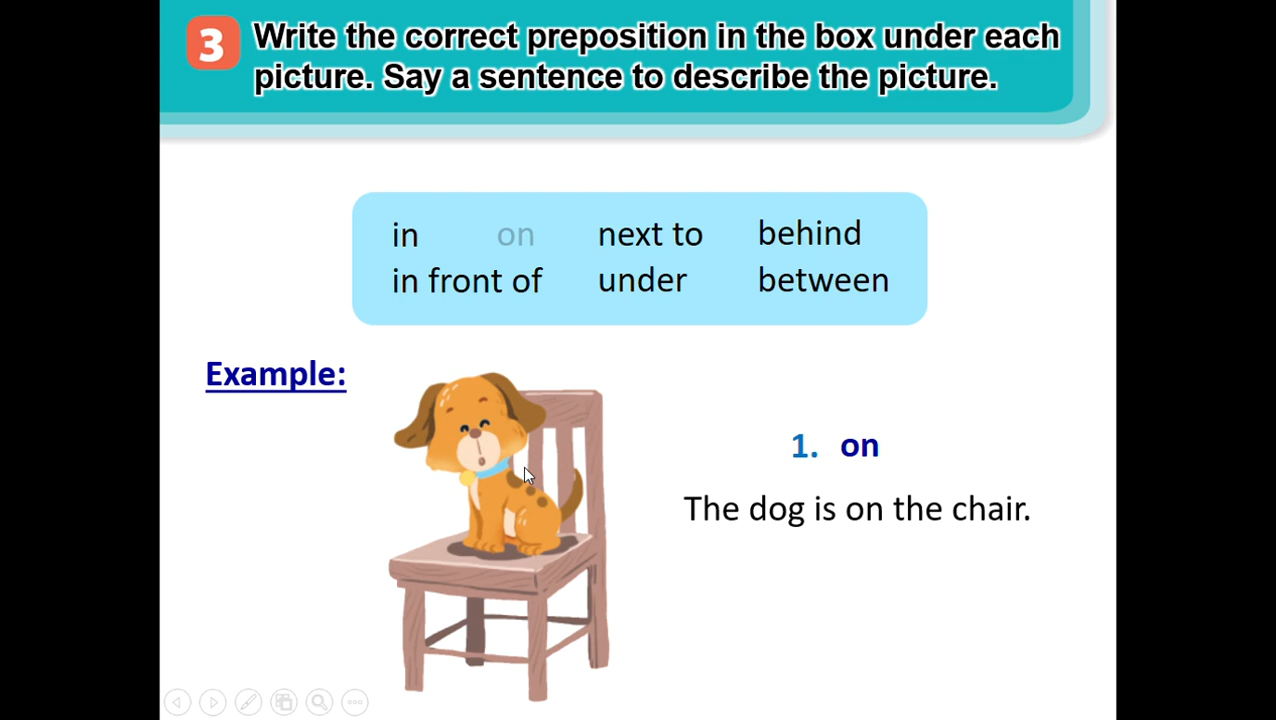 3 Write the correct preposition in the box under each
picture. Say a sentence to describe the picture.
in on next to behind
in front of under between
Example:
1. on
The dog is on the chair.